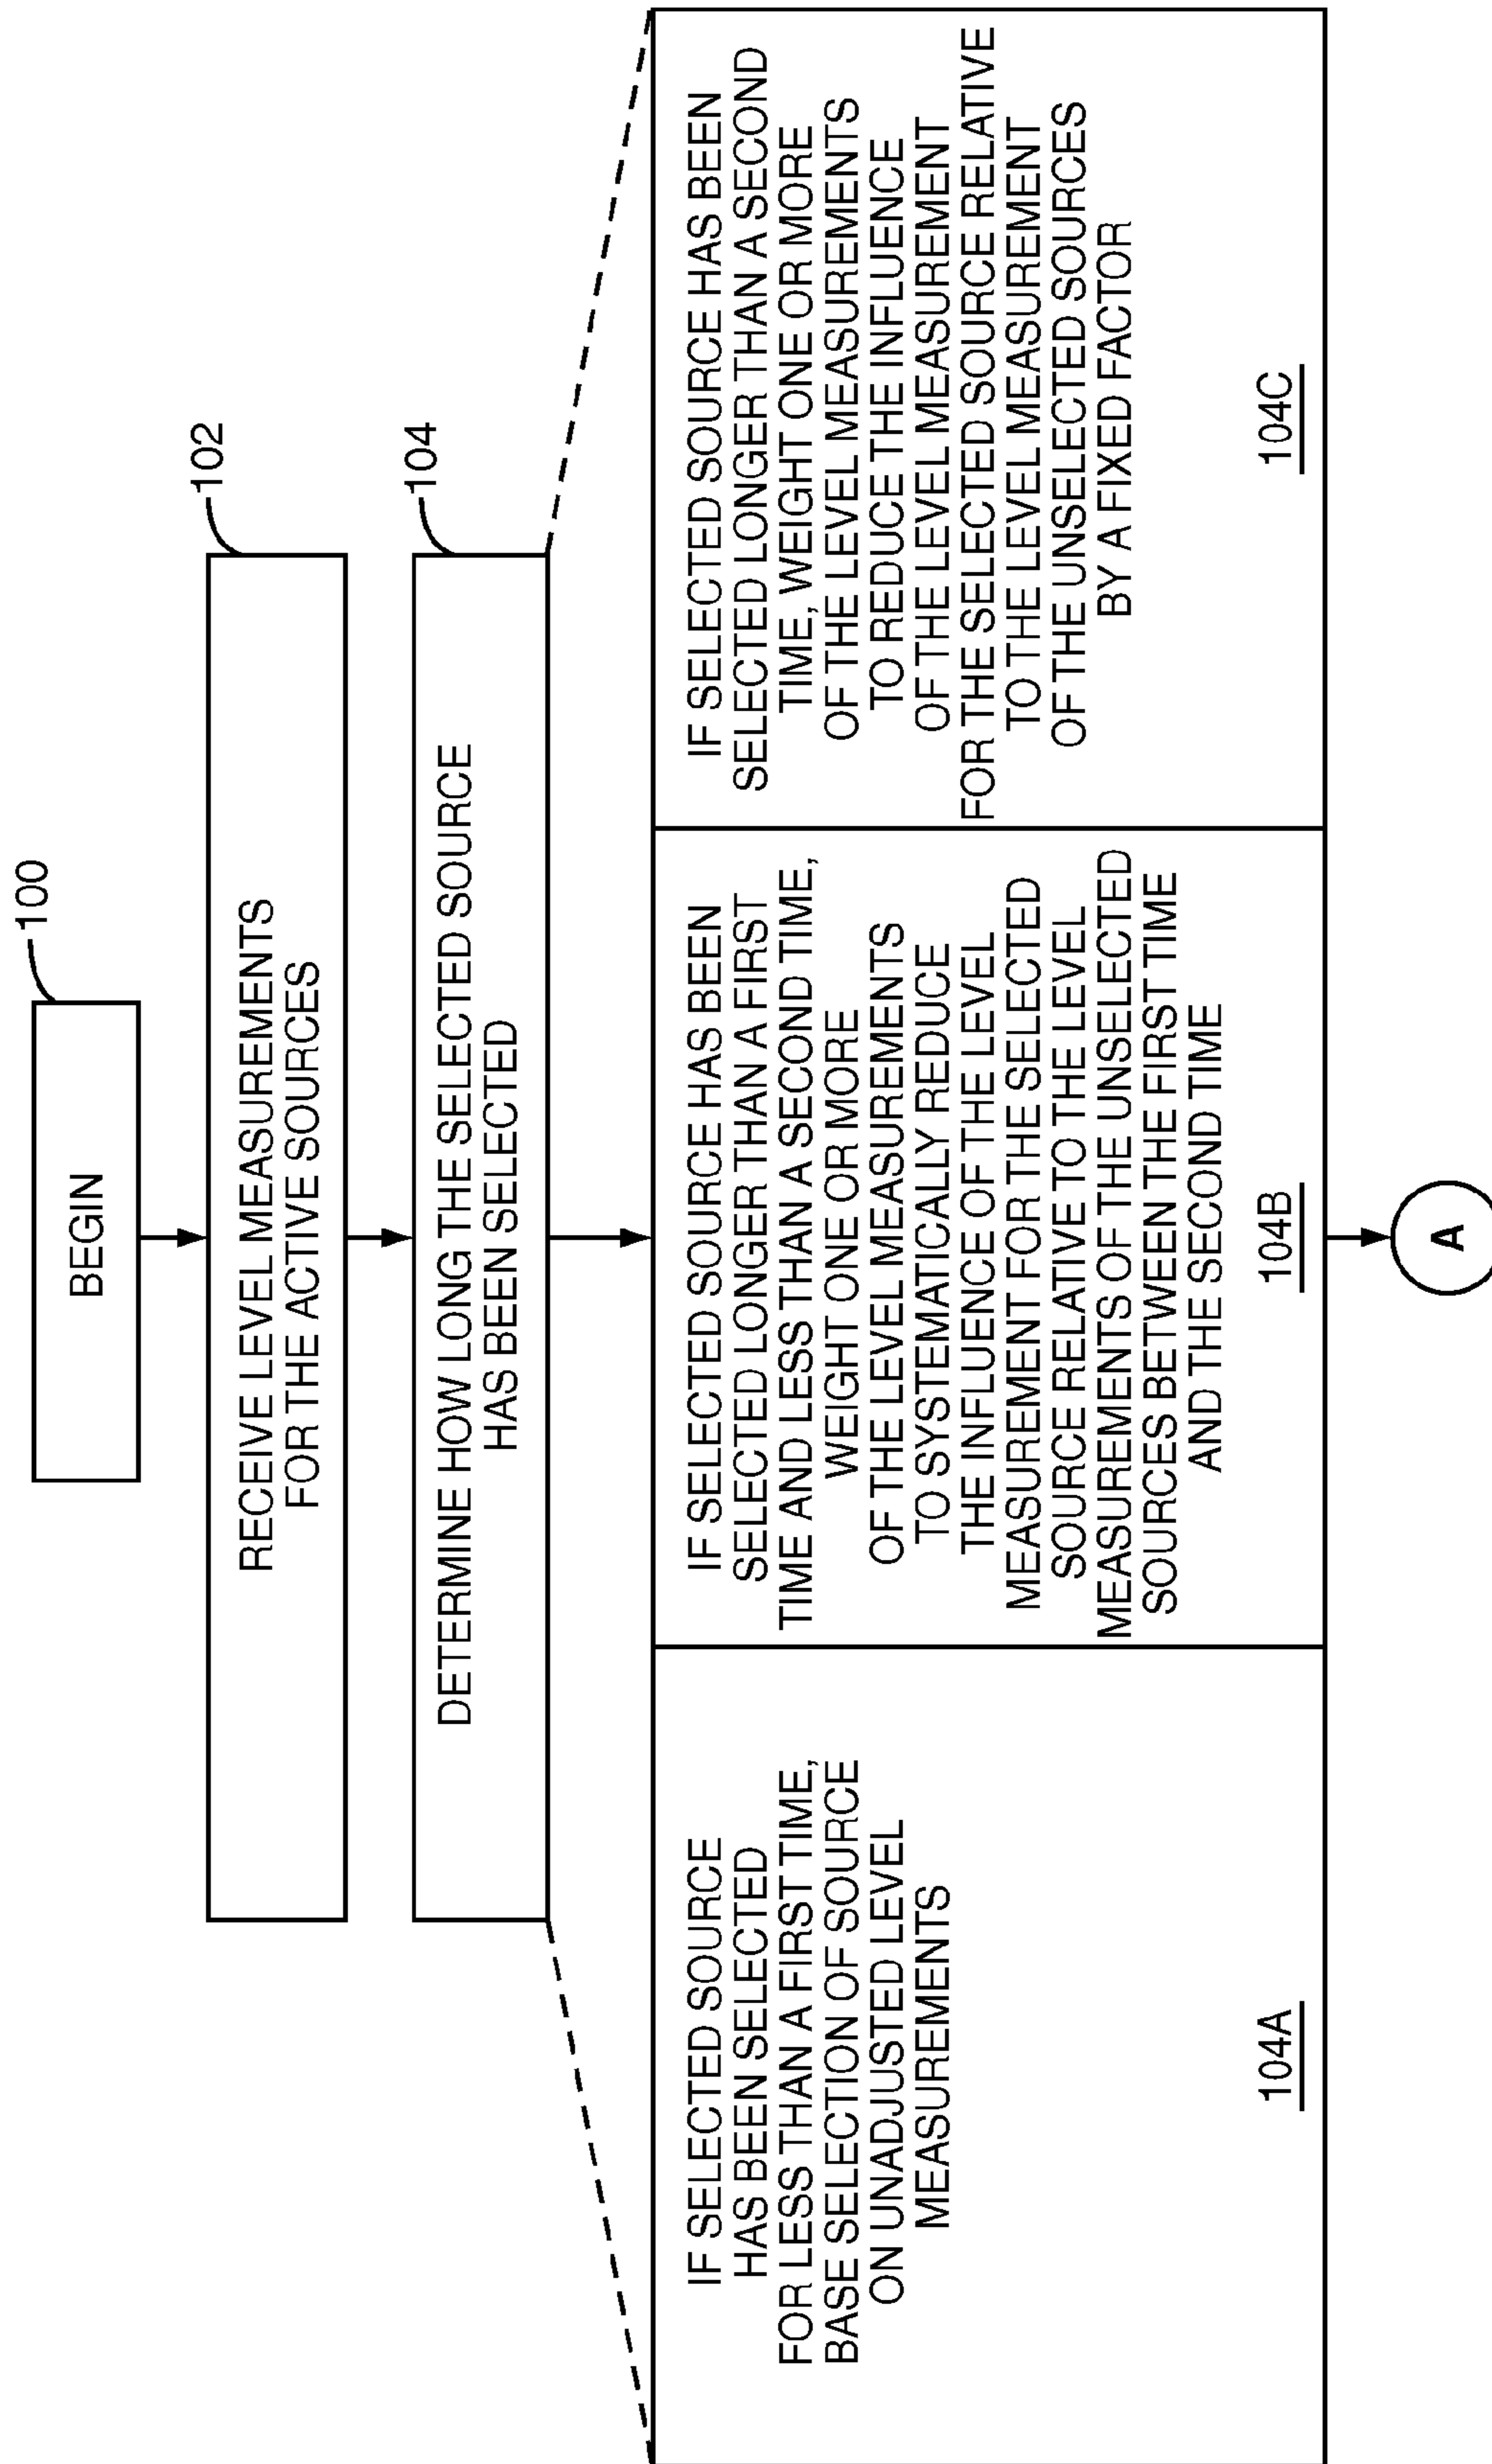 100
BEGIN
102
RECEIVE LEVEL MEASUREMENTS
FOR THE ACTIVE SOURCES
104
DETERMINE HOW LONG THE SELECTED SOURCE
HAS BEEN SELECTED
IF SELECTED SOURCE
HAS BEEN SELECTED
FOR LESS THAN A FIRST TIME,
BASE SELECTION OF SOURCE
ON UNADJUSTED LEVEL
MEASUREMENTS
104A
IF SELECTED SOURCE HAS BEEN
SELECTED LONGER THAN A FIRST
TIME AND LESS THAN A SECOND TIME,
WEIGHT ONE OR MORE
OF THE LEVEL MEASUREMENTS
TO SYSTEMATICALLY REDUCE
THE INFLUENCE OF THE LEVEL
MEASUREMENT FOR THE SELECTED
SOURCE RELATIVE TO THE LEVEL
MEASUREMENTS OF THE UNSELECTED
SOURCES BETWEEN THE FIRST TIME
AND THE SECOND TIME
104B
IF SELECTED SOURCE HAS BEEN
SELECTED LONGER THAN A SECOND
TIME, WEIGHT ONE OR MORE
OF THE LEVEL MEASUREMENTS
TO REDUCE THE INFLUENCE
OF THE LEVEL MEASUREMENT
FOR THE SELECTED SOURCE RELATIVE
TO THE LEVEL MEASUREMENT
OF THE UNSELECTED SOURCES
BY A FIXED FACTOR
104C
A